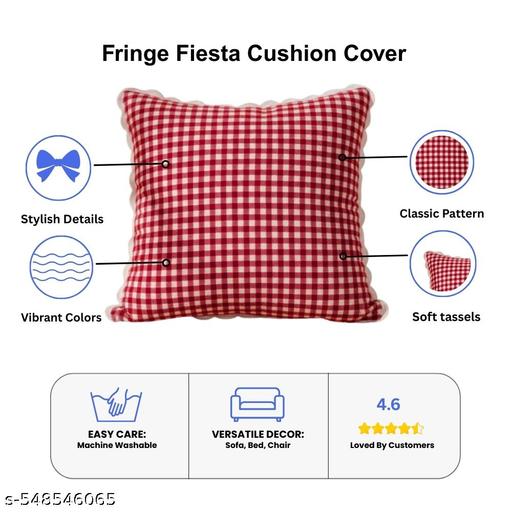 Fringe Fiesta Cushion Cover
Stylish Details
Classic Pattern
Vibrant Colors
Soft tassels
EASY CARE:
Machine Washable
VERSATILE DECOR:
Sofa, Bed, Chair
4.6
Loved By Customers
s-548546065